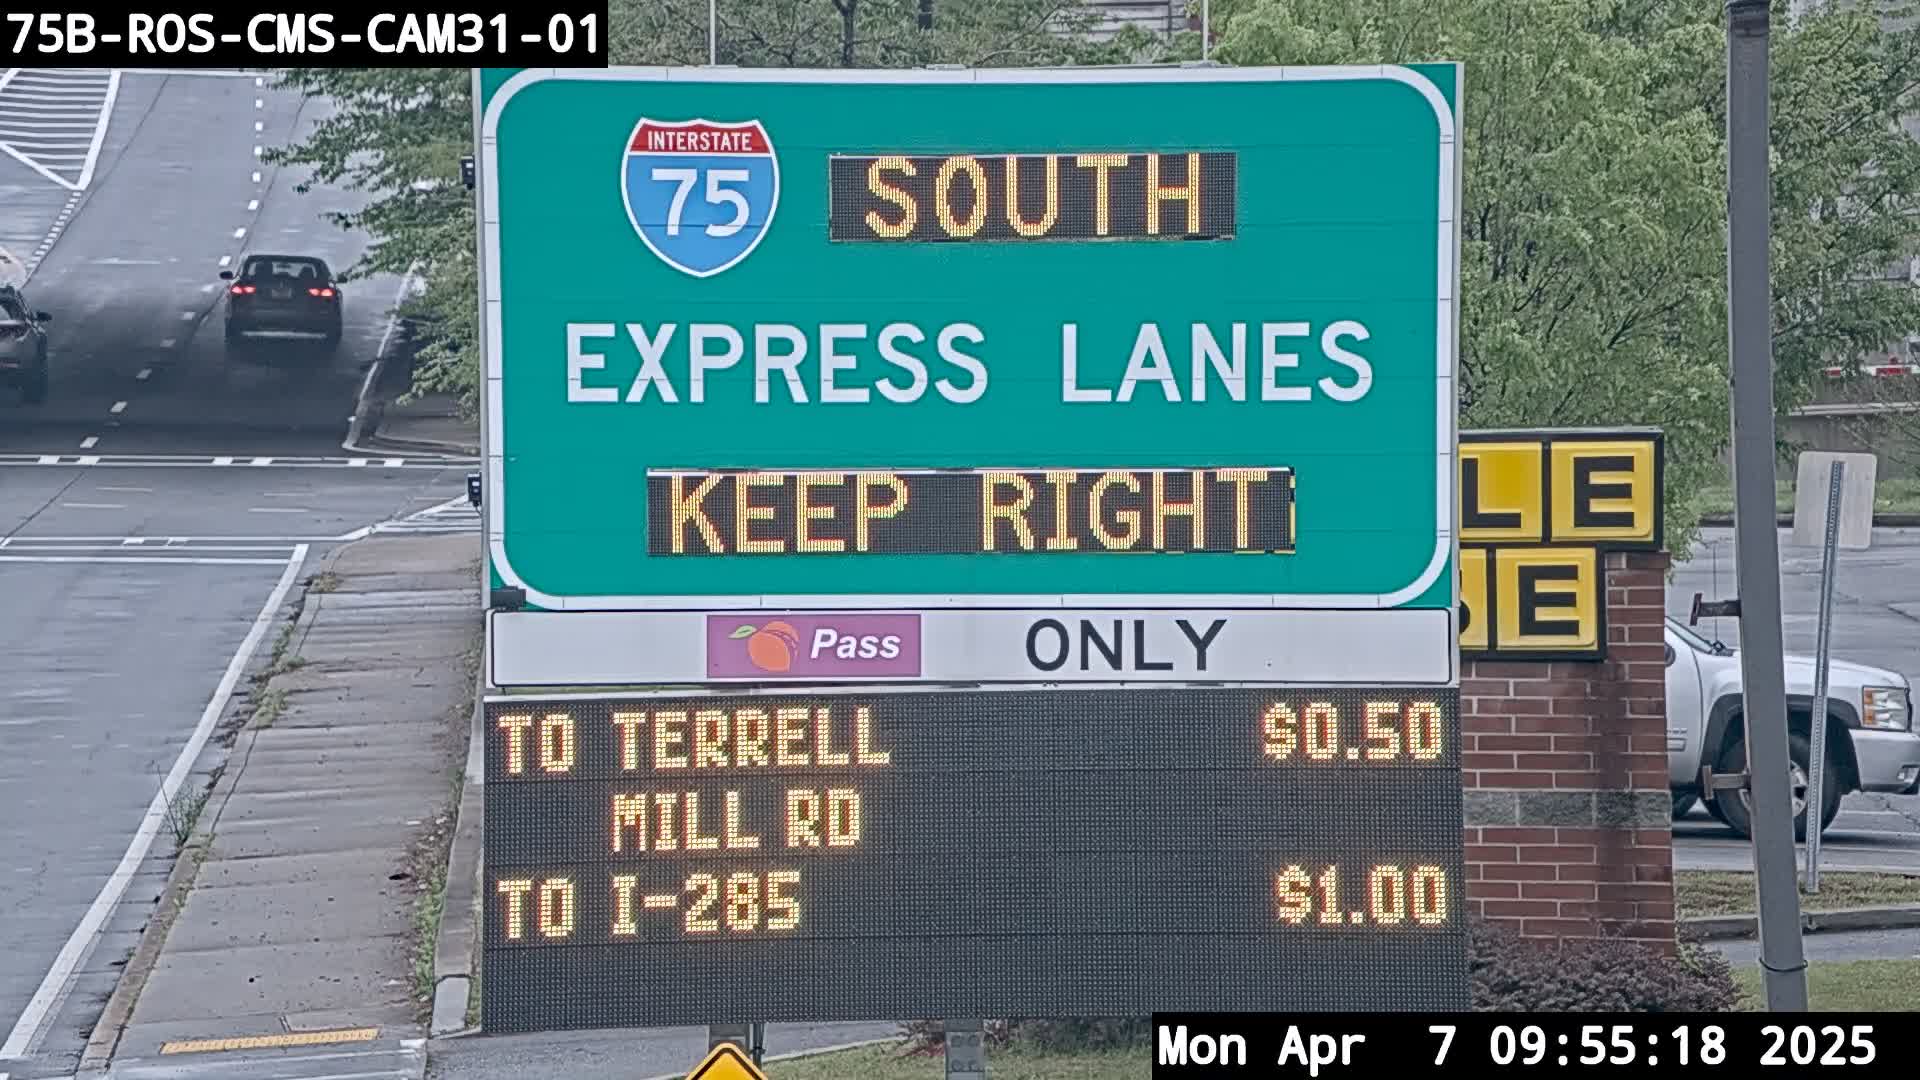 75B-ROS-CMS-CAM31-01
INTERSTATE
75
SOUTH
EXPRESS LANES
KEEP RIGHT
LE
E
Pass ONLY
TO TERRELL $0.50
MILL RD
TO I-285 $1.00
Mon Apr 7 09:55:18 2025